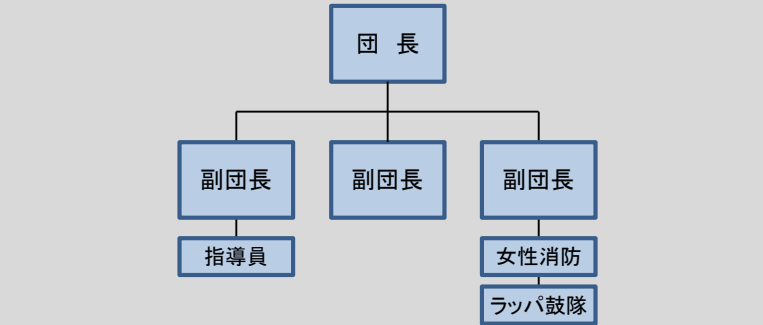 団　長
副団長
副団長
副団長
指導員
女性消防
ラッパ鼓隊